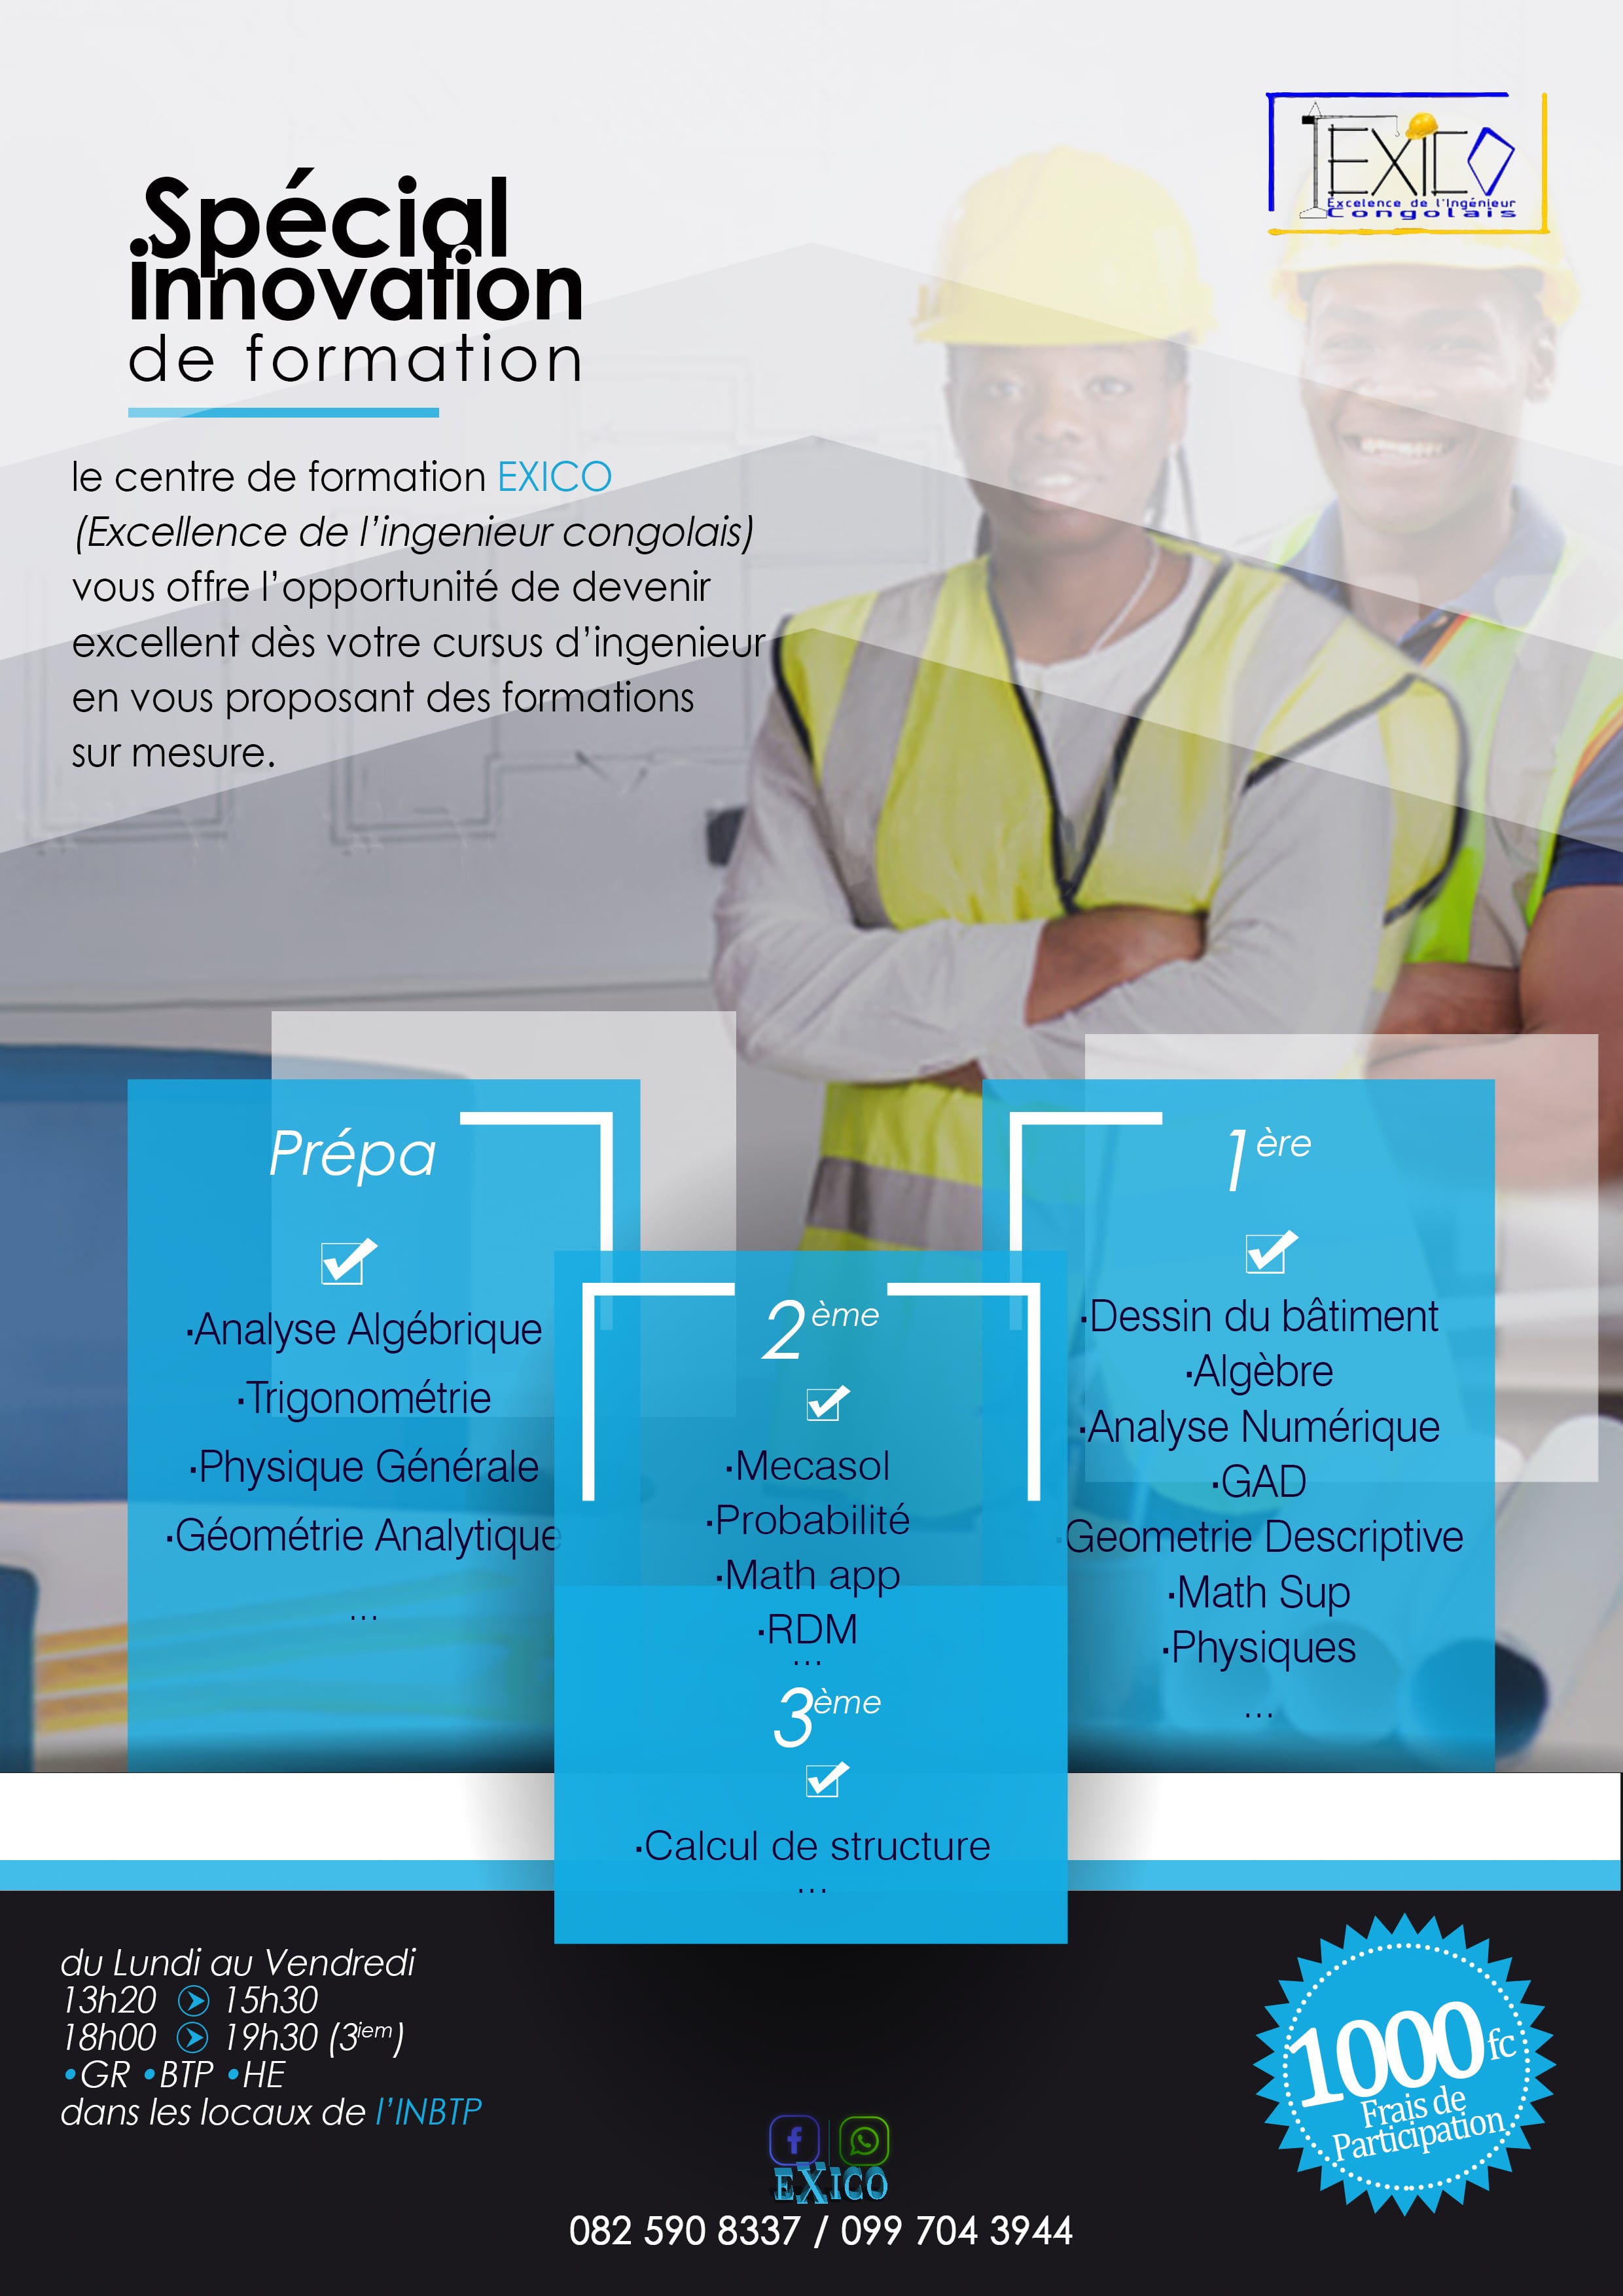 EXICO
Excelence de l'Ingénieur
Congolais
Spécial
innovation
de formation
le centre de formation EXICO
(Excellence de l'ingenieur congolais)
vous offre l'opportunité de devenir
excellent dès votre cursus d'ingenieur
en vous proposant des formations
sur mesure.
Prépa
·Analyse Algébrique
·Trigonométrie
·Physique Générale
·Géométrie Analytique
...
2ème
·Mecasol
·Probabilité
·Math app
·RDM
...
3ème
·Calcul de structure
...
1ère
·Dessin du bâtiment
·Algèbre
·Analyse Numérique
·GAD
·Geometrie Descriptive
·Math Sup
·Physiques
...
du Lundi au Vendredi
13h20 15h30
18h00 19h30 (3iem)
•GR •BTP •HE
dans les locaux de l'INBTP
EXICO
082 590 8337 / 099 704 3944
1000 fc
Frais de
Participation